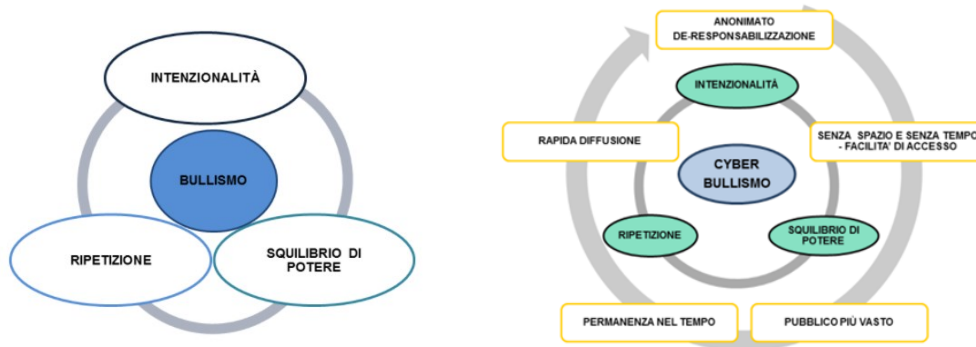 INTENZIONALITÀ
BULLISMO
RIPETIZIONE
SQUILIBRIO DI
POTERE
ANONIMATO
DE-RESPONSABILIZZAZIONE
INTENZIONALITÀ
RAPIDA DIFFUSIONE
SENZA SPAZIO E SENZA TEMPO
- FACILITA' DI ACCESSO
CYBER
BULLISMO
RIPETIZIONE
SQUILIBRIO DI
POTERE
PERMANENZA NEL TEMPO
PUBBLICO PIÙ VASTO